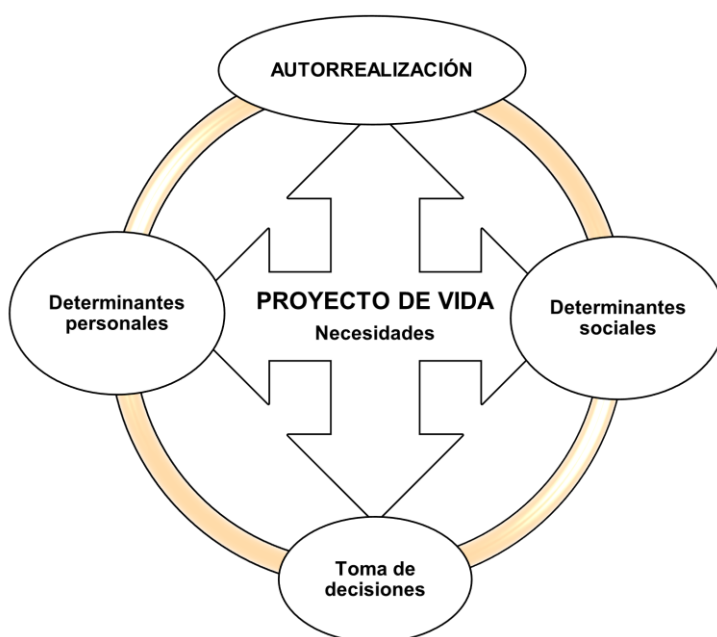 AUTORREALIZACIÓN
Determinantes
personales
PROYECTO DE VIDA
Necesidades
Determinantes
sociales
Toma de
decisiones